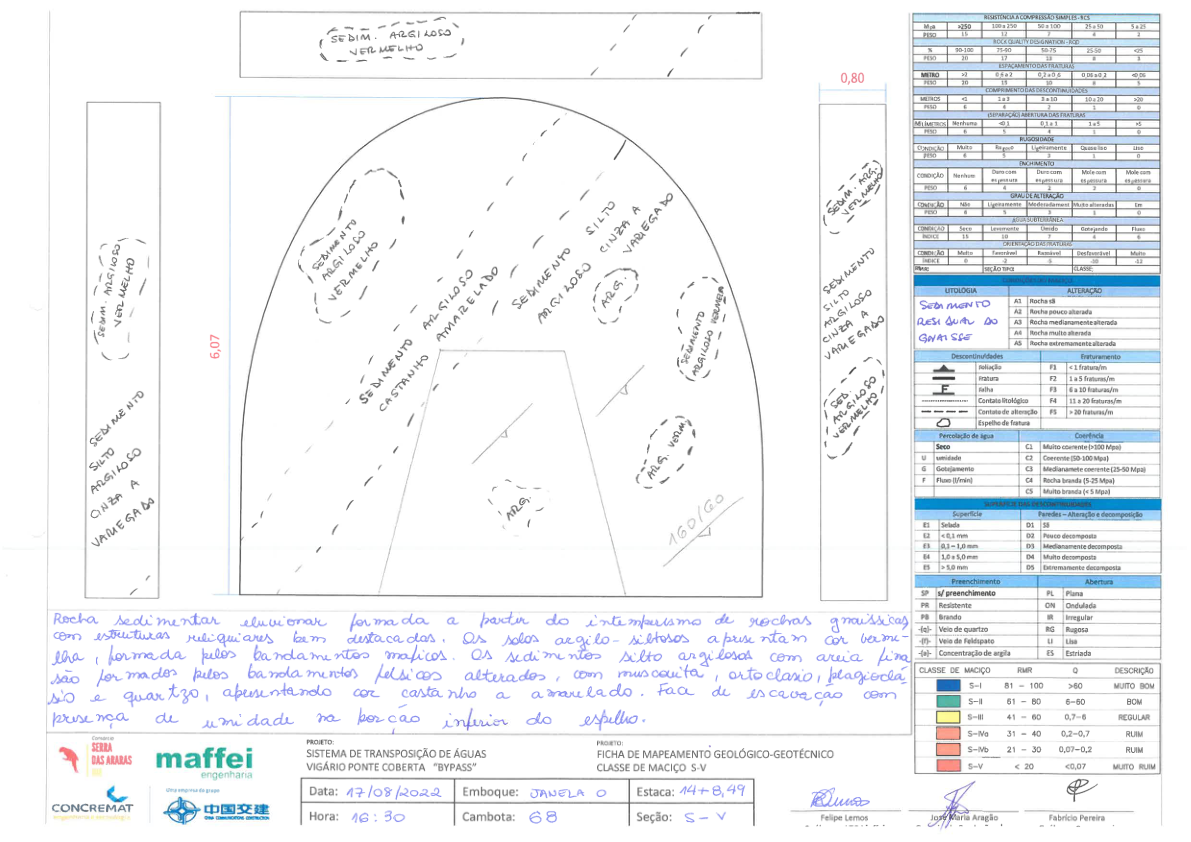 SEDIM. ARGILOSO
VERMELHO
0,80
6,07
SEDIM. ARGILOSO
VERMELHO
SEDIMENTO
SILTO
ARGILOSO
CINZA A
VARIEGADO
SEDIMENTO
ARGILOSO
VERMELHO
SEDIMENTO ARGILOSO
CASTANHO AMARELADO
SEDIMENTO SILTO
ARGILOSO CINZA A
VARIEGADO
ARG.
SEDIMENTO
ARGILOSO VERMELH
ARG. VERM
ARG.
160/60
SEDIM. ARG.
VERMELHO
SEDIMENTO
SILTO
ARGILOSO
CINZA A
VARIEGADO
SED.
ARGILOSO
VERMELHO
RESISTÊNCIA A COMPRESSÃO SIMPLES - RCS
MPA >250 100 a 250 50 a 100 25 a 50 5 a 25
PESO 15 12 7 4 2
ROCK QUALITY DESIGNATION - RQD
% 90-100 75-90 50-75 25-50 <25
PESO 20 17 13 8 3
ESPAÇAMENTO DAS FRATURAS
METRO >2 0,6 a 2 0,2 a 0,6 0,06 a 0,2 <0,06
PESO 20 15 10 8 5
COMPRIMENTO DAS DESCONTINUIDADES
METROS <1 1 a 3 3 a 10 10 a 20 >20
PESO 6 4 2 1 0
(SEPARAÇÃO) ABERTURA DAS FRATURAS
MILÍMETROS Nenhuma <0,1 0,1 a 1 1 a 5 >5
PESO 6 5 4 1 0
RUGOSIDADE
CONDIÇÃO Muito Rugoso Ligeiramente Quase liso Liso
PESO 6 5 3 1 0
ENCHIMENTO
CONDIÇÃO Nenhum Duro com espessura Duro com espessura Mole com espessura Mole com espessura
PESO 6 4 2 2 0
GRAU DE ALTERAÇÃO
CONDIÇÃO Não Ligeiramente Moderadament Muito alteradas Em
PESO 6 5 3 1 0
ÁGUA SUBTERRÂNEA
CONDIÇÃO Seco Levemente Úmido Gotejando Fluxo
ÍNDICE 15 10 7 4 0
ORIENTAÇÃO DAS FRATURAS
CONDIÇÃO Muito Favorável Razoável Desfavorável Muito
ÍNDICE 0 -2 -5 -10 -12
RMR: SEÇÃO TIPO: CLASSE:
LITOLOGIA ALTERAÇÃO
SEDIMENTO
RESIDUAL DO
GNAISSE
A1 Rocha sã
A2 Rocha pouco alterada
A3 Rocha medianamente alterada
A4 Rocha muito alterada
A5 Rocha extremamente alterada
Descontinuidades Fraturamento
Foliação F1 < 1 fratura/m
Fratura F2 1 a 5 fraturas/m
F Falha F3 6 a 10 fraturas/m
Contato litológico F4 11 a 20 fraturas/m
Contato de alteração F5 > 20 fraturas/m
Espelho de fratura
Percolação de água Coerência
Seco C1 Muito coerente (>100 Mpa)
U umidade C2 Coerente (50-100 Mpa)
G Gotejamento C3 Medianamete coerente (25-50 Mpa)
F Fluxo (l/min) C4 Rocha branda (5-25 Mpa)
C5 Muito branda (< 5 Mpa)
SUPERFÍCIE DAS DESCONTINUIDADES
Superfície Paredes – Alteração e decomposição
E1 Selada D1 Sã
E2 < 0,1 mm D2 Pouco decomposta
E3 0,1 – 1,0 mm D3 Medianamente decomposta
E4 1,0 a 5,0 mm D4 Muito decomposta
E5 > 5,0 mm D5 Extremamente decomposta
Preenchimento Abertura
SP s/ preenchimento PL Plana
PR Resistente ON Ondulada
PB Brando IR Irregular
-(q)- Veio de quartzo RG Rugosa
-(f)- Veio de Feldspato LI Lisa
-(a)- Concentração de argila ES Estriada
CLASSE DE MACIÇO RMR Q DESCRIÇÃO
S-I 81 – 100 >60 MUITO BOM
S-II 61 – 80 6-60 BOM
S-III 41 – 60 0,7-6 REGULAR
S-IVa 31 – 40 0,2-0,7 RUIM
S-IVb 21 – 30 0,07-0,2 RUIM
S-V < 20 <0,07 MUITO RUIM
Rocha sedimentar eluvionar formada a partir do intemperismo de rochas gnaíssicas
com estruturas reliquiares bem destacadas. Os solos argilo-siltosos apresentam cor verme-
lha, formada pelos bandamentos maficos. Os sedimentos silto argilosos com areia fina
são formados pelos bandamentos felsicos alterados, com muscovita, ortoclasio, plagioclá-
sio e quartzo, apresentando cor castanho a amarelado. Face de escavação com
presença de umidade na porção inferior do espelho.
Consórcio
SERRA
DAS ARARAS
maffei
engenharia
CONCREMAT
engenharia e tecnologia
Uma empresa do grupo
中国交建
CHINA COMMUNICATIONS CONSTRUCTION
PROJETO:
SISTEMA DE TRANSPOSIÇÃO DE ÁGUAS
VIGÁRIO PONTE COBERTA "BYPASS"
PROJETO:
FICHA DE MAPEAMENTO GEOLÓGICO-GEOTÉCNICO
CLASSE DE MACIÇO S-V
Data: 17/08/2022 Emboque: JANELA 0 Estaca: 14+8,49
Hora: 16:30 Cambota: 68 Seção: S-V
Felipe Lemos
José Maria Aragão
Fabrício Pereira